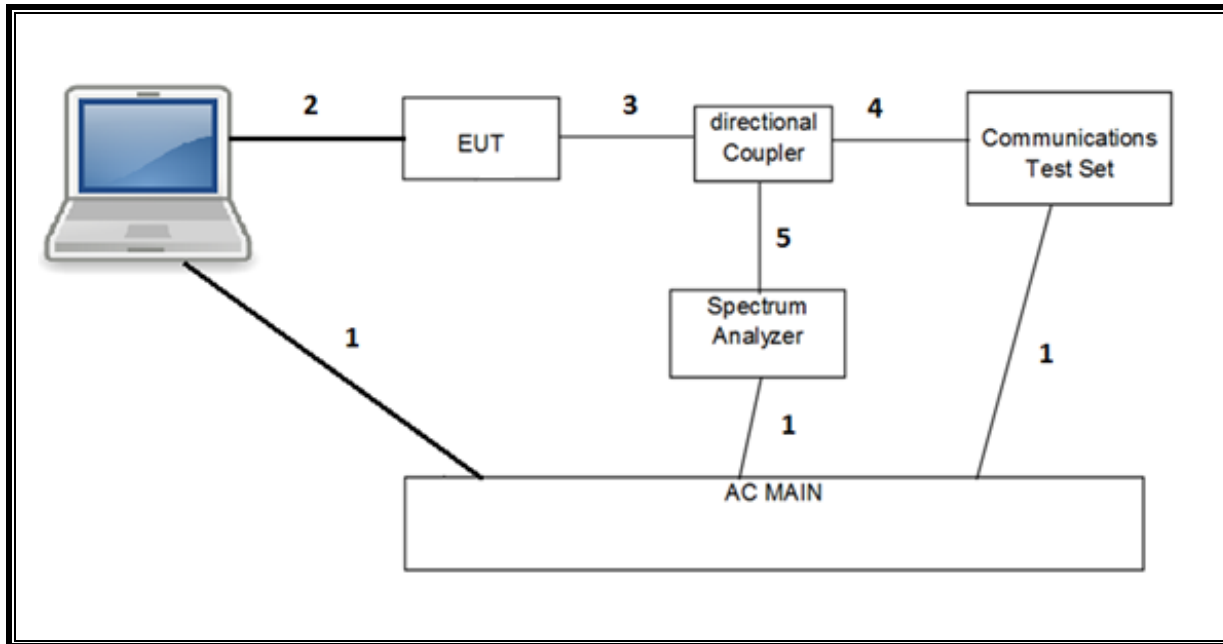 2
EUT
3
directional
Coupler
4
Communications
Test Set
5
Spectrum
Analyzer
1
1
1
AC MAIN